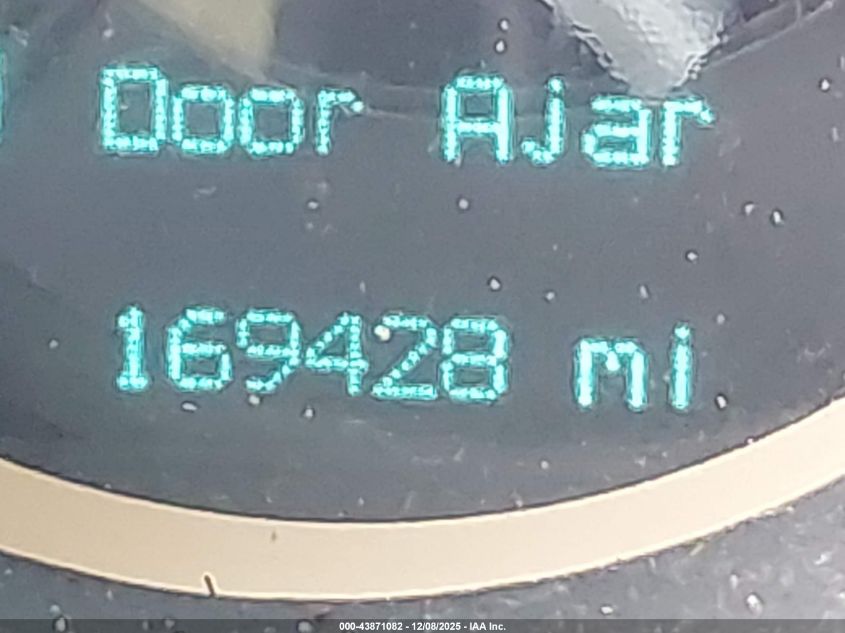 Door Ajar
169428 mi
000-43871082 - 12/08/2025 - IAA Inc.